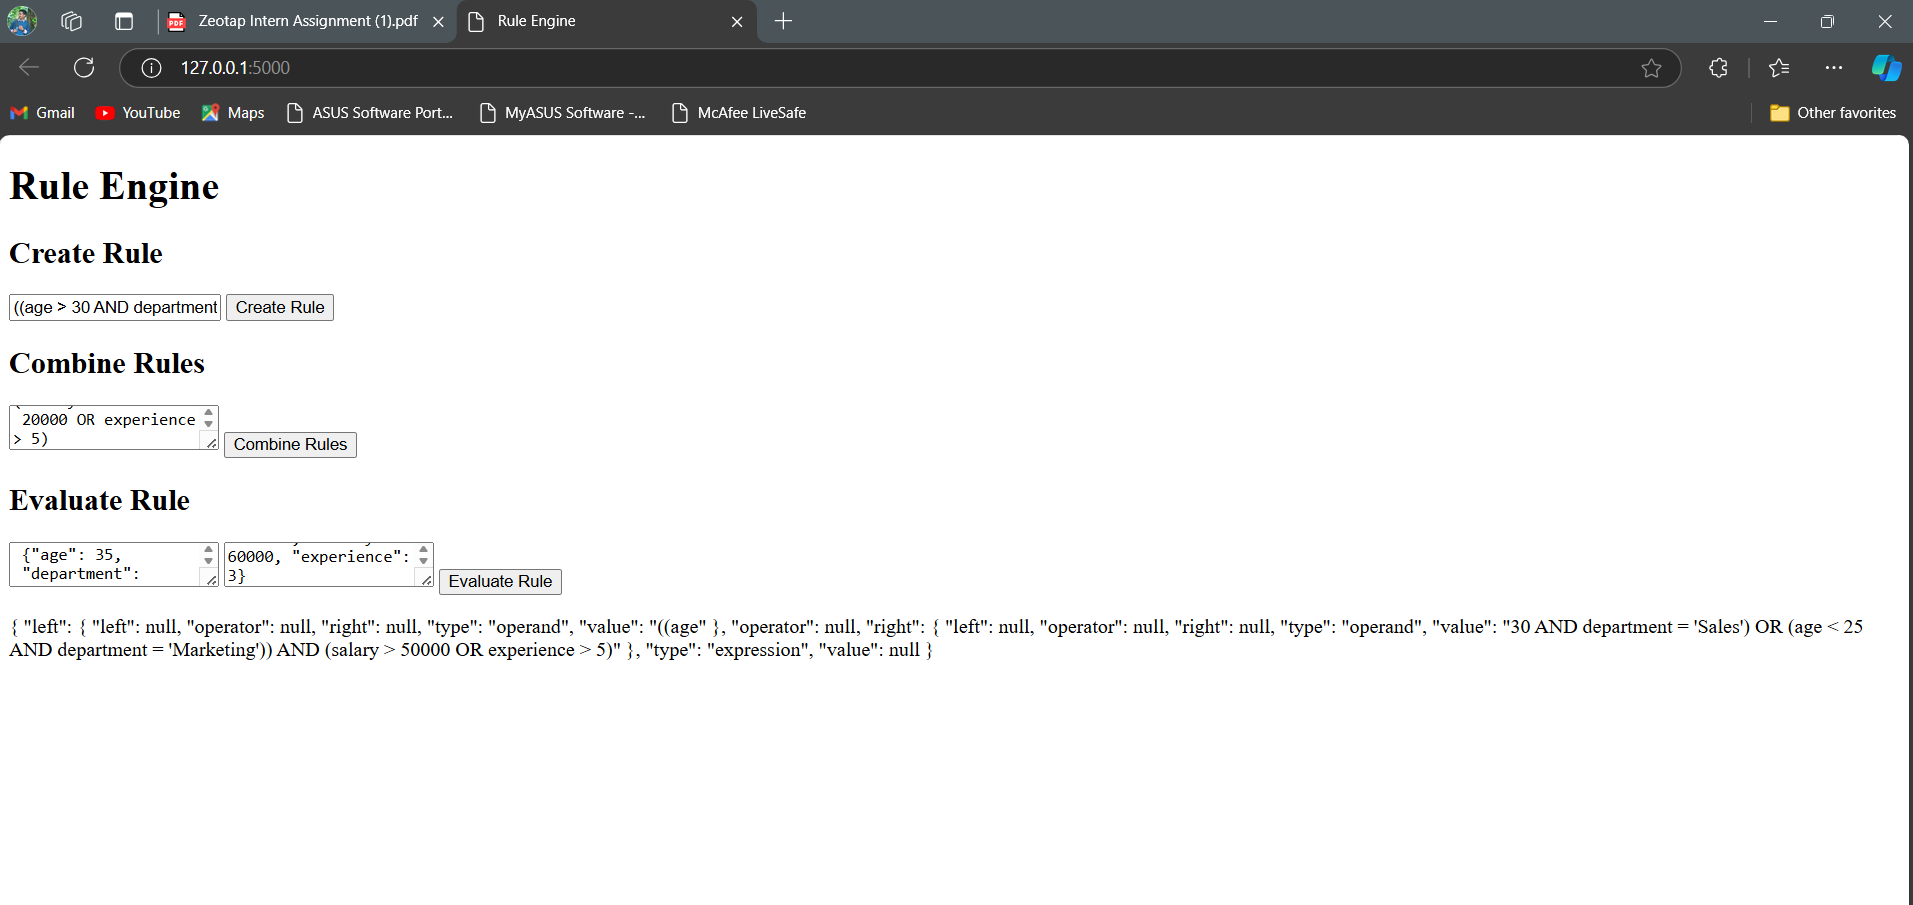 Zeotap Intern Assignment (1).pdf
Rule Engine
127.0.0.1:5000
Gmail
YouTube
Maps
ASUS Software Port...
MyASUS Software -...
McAfee LiveSafe
Other favorites
Rule Engine
Create Rule
((age > 30 AND department
Create Rule
Combine Rules
20000 OR experience
> 5)
Combine Rules
Evaluate Rule
{"age": 35,
"department":
60000, "experience":
3}
Evaluate Rule
{ "left": { "left": null, "operator": null, "right": null, "type": "operand", "value": "((age" }, "operator": null, "right": { "left": null, "operator": null, "right": null, "type": "operand", "value": "30 AND department = 'Sales') OR (age < 25
AND department = 'Marketing')) AND (salary > 50000 OR experience > 5)" }, "type": "expression", "value": null }